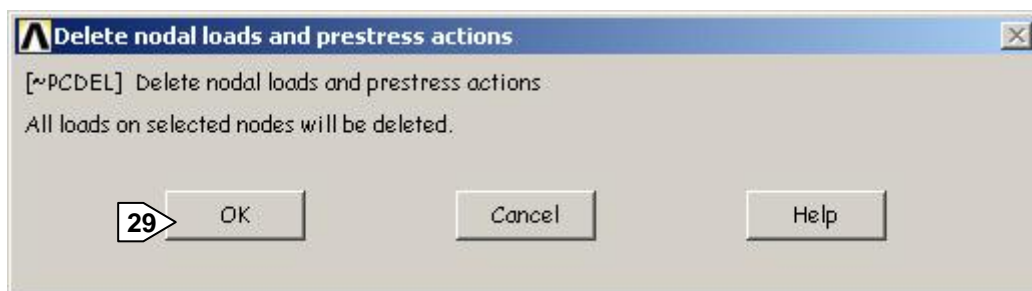 Delete nodal loads and prestress actions
[~PCDEL] Delete nodal loads and prestress actions
All loads on selected nodes will be deleted.
29 OK Cancel Help